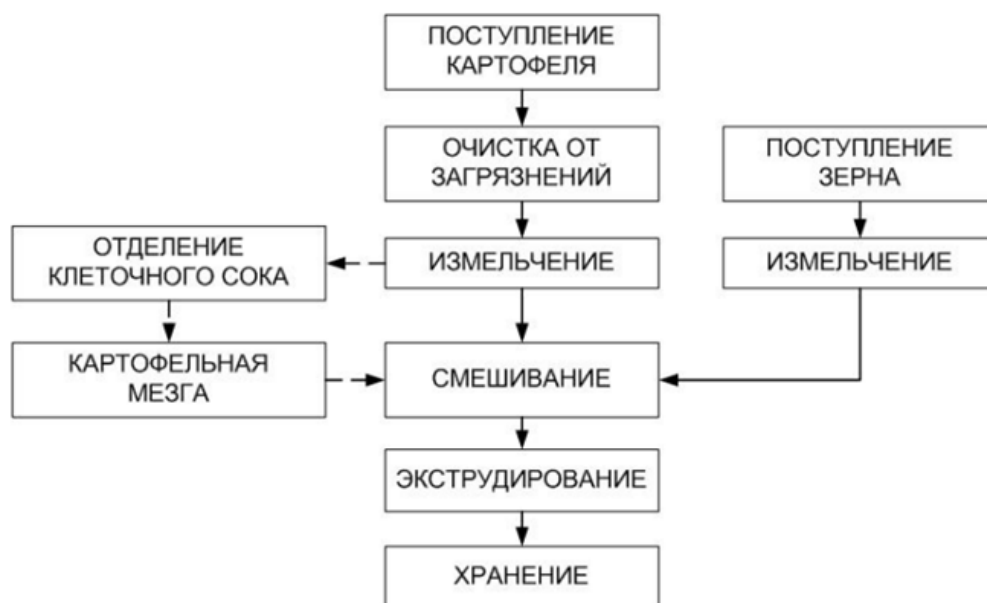 ПОСТУПЛЕНИЕ
КАРТОФЕЛЯ
ОЧИСТКА ОТ
ЗАГРЯЗНЕНИЙ
ПОСТУПЛЕНИЕ
ЗЕРНА
ОТДЕЛЕНИЕ
КЛЕТОЧНОГО СОКА
ИЗМЕЛЬЧЕНИЕ
ИЗМЕЛЬЧЕНИЕ
КАРТОФЕЛЬНАЯ
МЕЗГА
СМЕШИВАНИЕ
ЭКСТРУДИРОВАНИЕ
ХРАНЕНИЕ